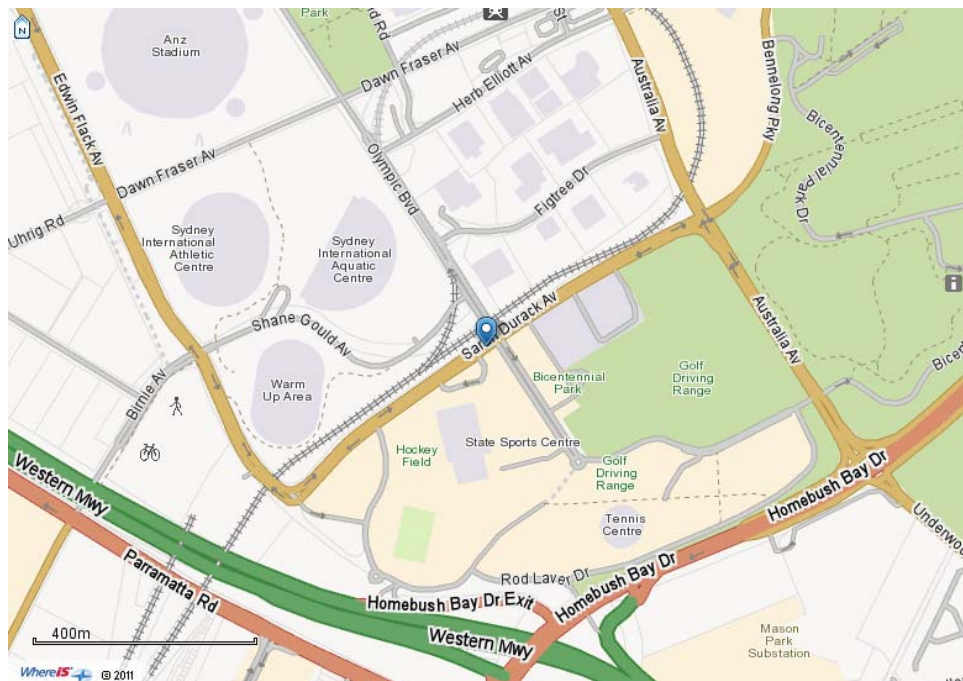 N
Anz
Stadium
Park
Dawn Fraser Av
Herb Elliott Av
Australia Av
Bennelong Pky
Edwin Flack Av
Bicentennial Park Dr
Dawn Fraser Av
Olympic Blvd
Figtree Dr
Uhrig Rd
Sydney
International
Athletic
Centre
Sydney
International
Aquatic
Centre
Shane Gould Av
Australia Av
Birnie Av
Warm
Up Area
Bicentennial
Park
Golf
Driving
Range
Hockey
Field
State Sports Centre
Golf
Driving
Range
Western Mwy
Homebush Bay Dr
Tennis
Centre
Parramatta Rd
Rod Laver Dr
Homebush Bay Dr
Homebush Bay Dr Exit
Western Mwy
400m
Mason
Park
Substation
WhereiS © 2011